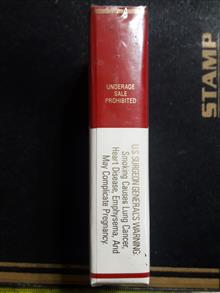 UNDERAGE
SALE
PROHIBITED
U.S. SURGEON GENERAL'S WARNING:
Smoking Causes Lung Cancer,
Heart Disease, Emphysema, And
May Complicate Pregnancy.
STAMP